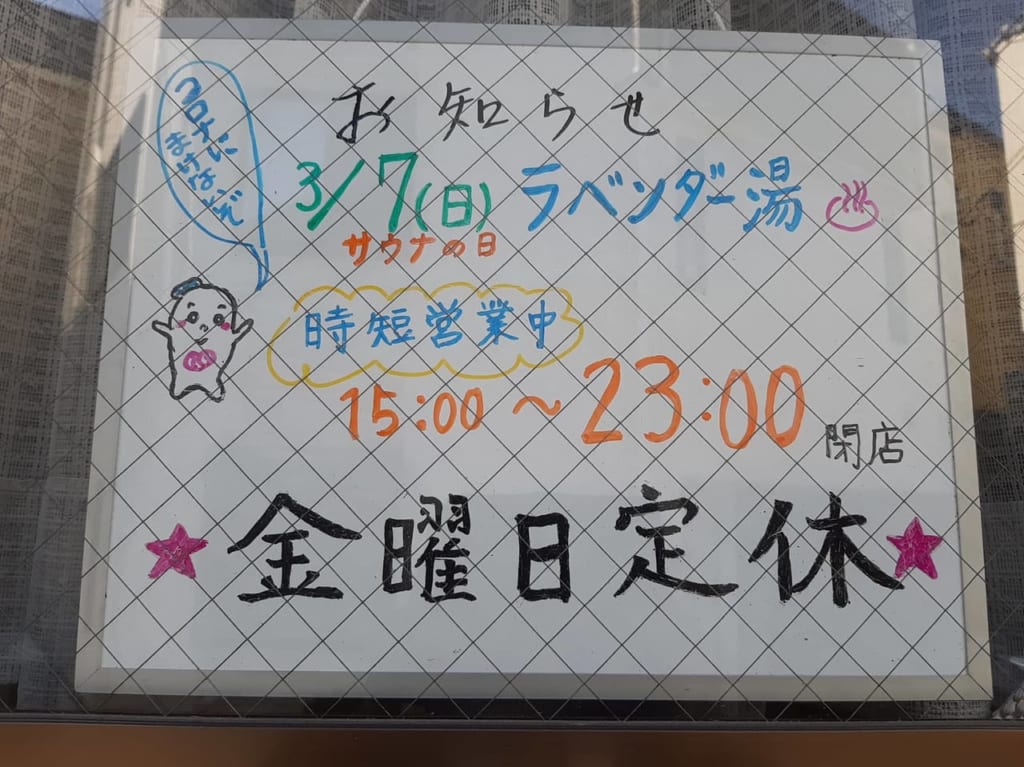 お知らせ
コロナに
まけないぞ
3/7(日) ラベンダー湯♨
サウナの日
時短営業中
15:00～23:00
閉店
★金曜日定休★